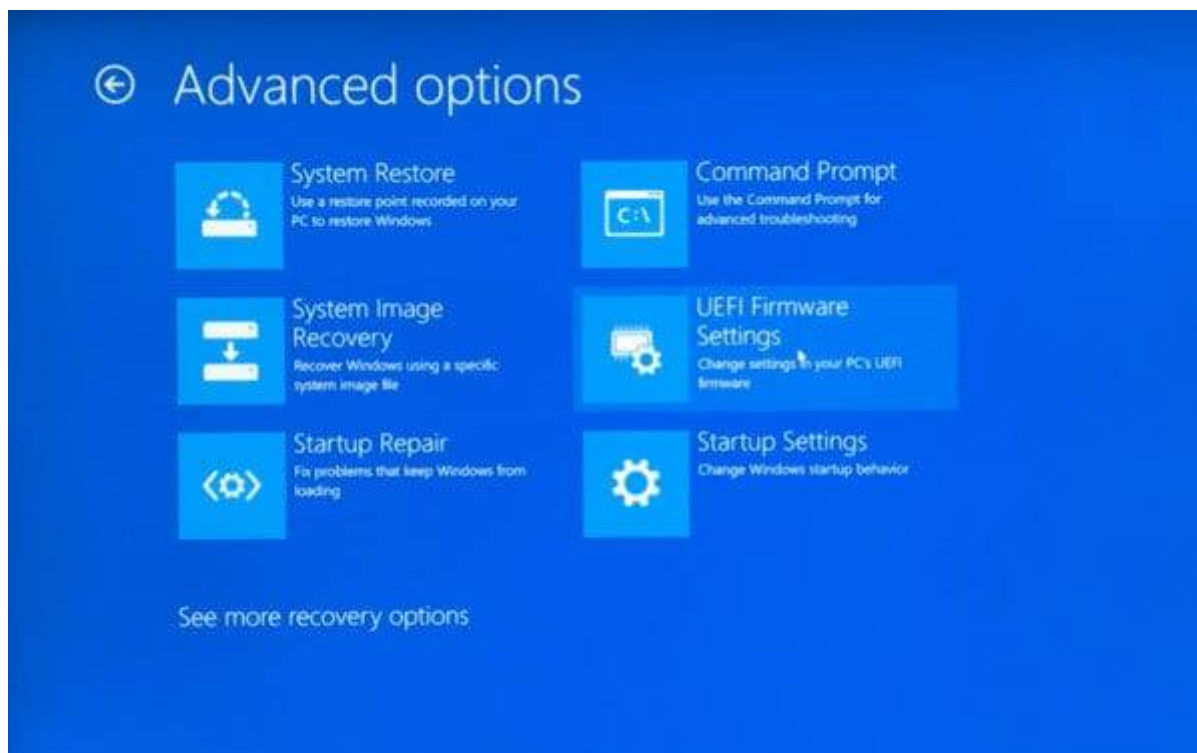 Advanced options
System Restore
Use a restore point recorded on your
PC to restore Windows
Command Prompt
Use the Command Prompt for
advanced troubleshooting
C:\
System Image
Recovery
Recover Windows using a specific
system image file
UEFI Firmware
Settings
Change settings in your PC's UEFI
firmware
Startup Repair
Fix problems that keep Windows from
loading
Startup Settings
Change Windows startup behavior
See more recovery options